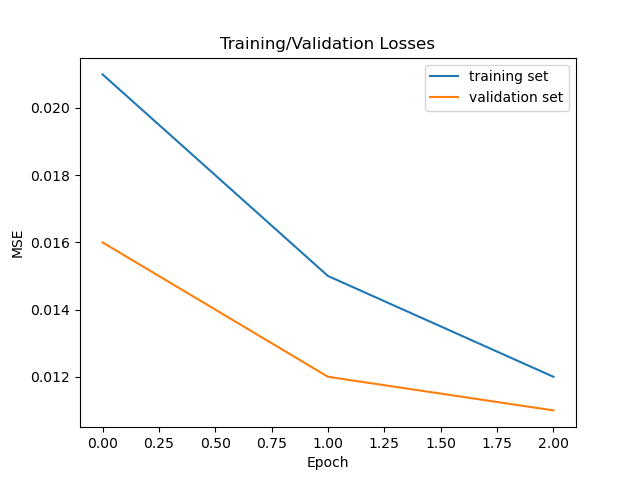 Training/Validation Losses
training set
validation set
0.020
0.018
0.016
0.014
0.012
MSE
0.00 0.25 0.50 0.75 1.00 1.25 1.50 1.75 2.00
Epoch